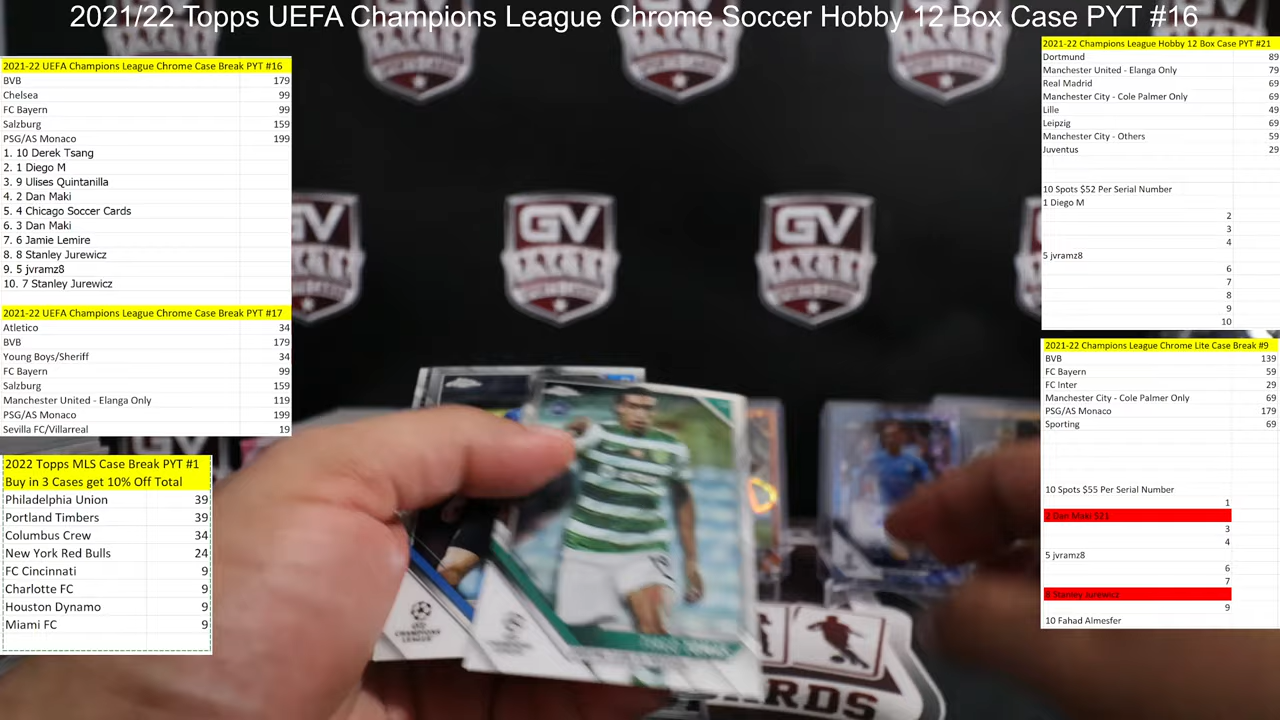 2021/22 Topps UEFA Champions League Chrome Soccer Hobby 12 Box Case PYT #16
2021-22 UEFA Champions League Chrome Case Break PYT #16
BVB 179
Chelsea 99
FC Bayern 99
Salzburg 159
PSG/AS Monaco 199
1. 10 Derek Tsang
2. 1 Diego M
3. 9 Ulises Quintanilla
4. 2 Dan Maki
5. 4 Chicago Soccer Cards
6. 3 Dan Maki
7. 6 Jamie Lemire
8. 8 Stanley Jurewicz
9. 5 jvramz8
10. 7 Stanley Jurewicz
2021-22 UEFA Champions League Chrome Case Break PYT #17
Atletico 34
BVB 179
Young Boys/Sheriff 34
FC Bayern 99
Salzburg 159
Manchester United - Elanga Only 119
PSG/AS Monaco 199
Sevilla FC/Villarreal 19
2022 Topps MLS Case Break PYT #1
Buy in 3 Cases get 10% Off Total
Philadelphia Union 39
Portland Timbers 39
Columbus Crew 34
New York Red Bulls 24
FC Cincinnati 9
Charlotte FC 9
Houston Dynamo 9
Miami FC 9
2021-22 Champions League Hobby 12 Box Case PYT #21
Dortmund 89
Manchester United - Elanga Only 79
Real Madrid 69
Manchester City - Cole Palmer Only 69
Lille 49
Leipzig 69
Manchester City - Others 59
Juventus 29
10 Spots $52 Per Serial Number
1 Diego M
2
3
4
5 jvramz8
6
7
8
9
10
2021-22 Champions League Chrome Lite Case Break #9
BVB 139
FC Bayern 59
FC Inter 29
Manchester City - Cole Palmer Only 69
PSG/AS Monaco 179
Sporting 69
10 Spots $55 Per Serial Number
1
2 Dan Maki 521
3
4
5 jvramz8
6
7
8 Stanley Jurewicz
9
10 Fahad Almesfer
GV
GV
GV
CHAMPIONS
LEAGUE
CARDS